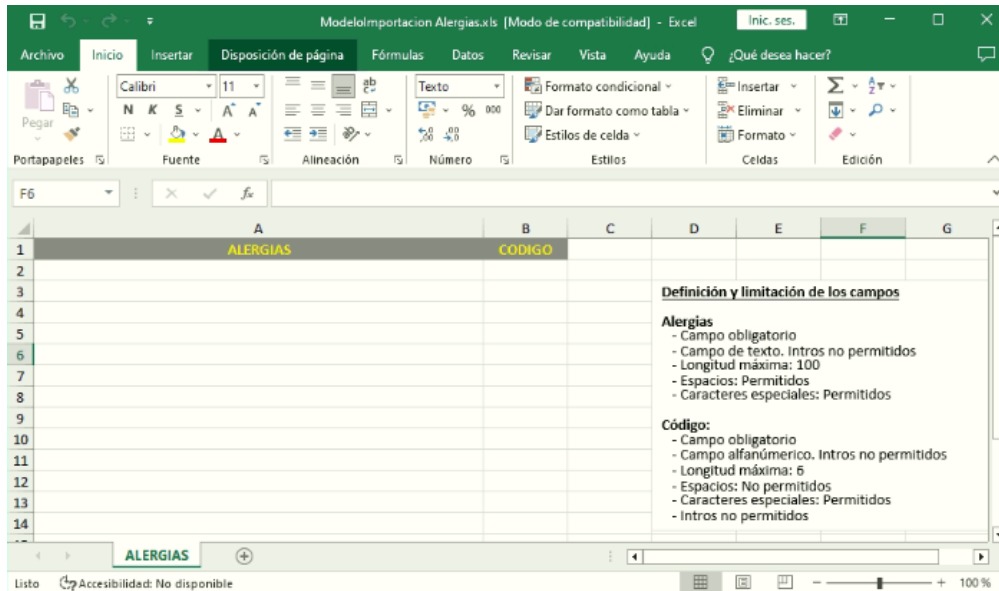 ModeloImportacion Alergias.xls [Modo de compatibilidad] - Excel
Inic. ses.
Archivo Inicio Insertar Disposición de página Fórmulas Datos Revisar Vista Ayuda ¿Qué desea hacer?
Pegar
Calibri 11
N K S A A
A
ab
c
Texto
% 000
Formato condicional
Dar formato como tabla
Estilos de celda
Insertar
Eliminar
Formato
Portapapeles Fuente Alineación Número Estilos Celdas Edición
F6 fx
A B C D E F G
1 ALERGIAS CODIGO
2
3
4
5
6
7
8
9
10
11
12
13
14
Definición y limitación de los campos
Alergias
- Campo obligatorio
- Campo de texto. Intros no permitidos
- Longitud máxima: 100
- Espacios: Permitidos
- Caracteres especiales: Permitidos
Código:
- Campo obligatorio
- Campo alfanúmerico. Intros no permitidos
- Longitud máxima: 6
- Espacios: No permitidos
- Caracteres especiales: Permitidos
- Intros no permitidos
ALERGIAS
Listo Accesibilidad: No disponible 100 %